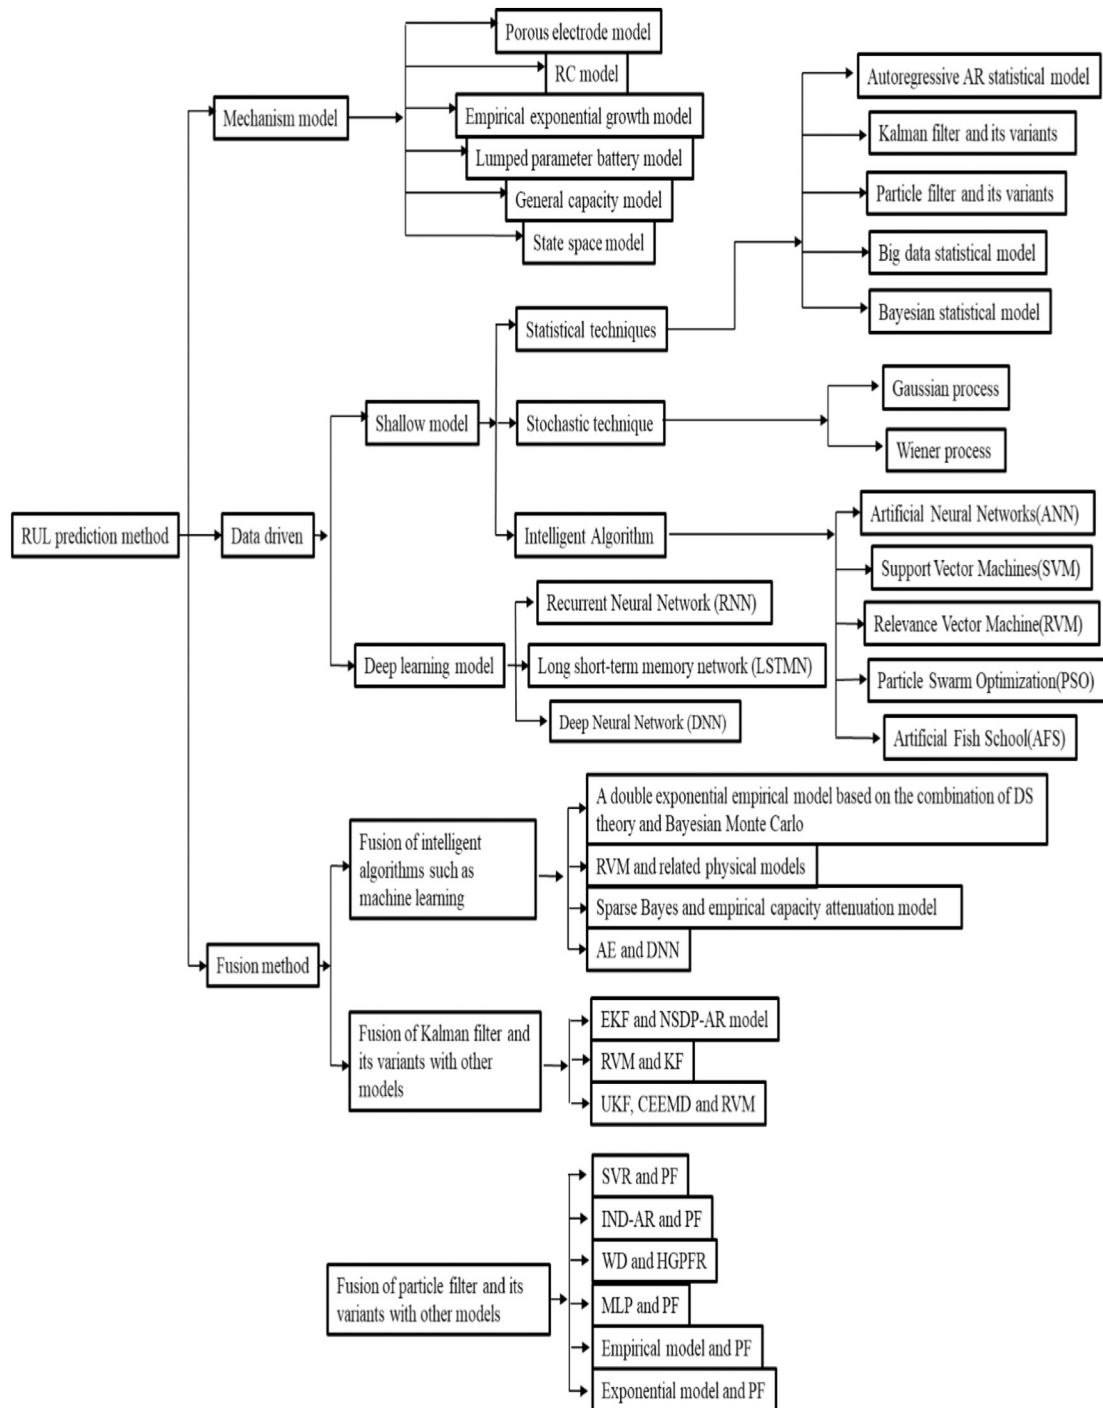 Porous electrode model
RC model
Mechanism model
Empirical exponential growth model
Lumped parameter battery model
General capacity model
State space model
Autoregressive AR statistical model
Kalman filter and its variants
Particle filter and its variants
Big data statistical model
Bayesian statistical model
Statistical techniques
Shallow model
Stochastic technique
Gaussian process
Wiener process
RUL prediction method
Data driven
Intelligent Algorithm
Artificial Neural Networks(ANN)
Support Vector Machines(SVM)
Relevance Vector Machine(RVM)
Particle Swarm Optimization(PSO)
Artificial Fish School(AFS)
Recurrent Neural Network (RNN)
Deep learning model
Long short-term memory network (LSTMN)
Deep Neural Network (DNN)
Fusion of intelligent
algorithms such as
machine learning
A double exponential empirical model based on the combination of DS
theory and Bayesian Monte Carlo
RVM and related physical models
Sparse Bayes and empirical capacity attenuation model
AE and DNN
Fusion method
Fusion of Kalman filter and
its variants with other
models
EKF and NSDP-AR model
RVM and KF
UKF, CEEMD and RVM
Fusion of particle filter and its
variants with other models
SVR and PF
IND-AR and PF
WD and HGPFR
MLP and PF
Empirical model and PF
Exponential model and PF